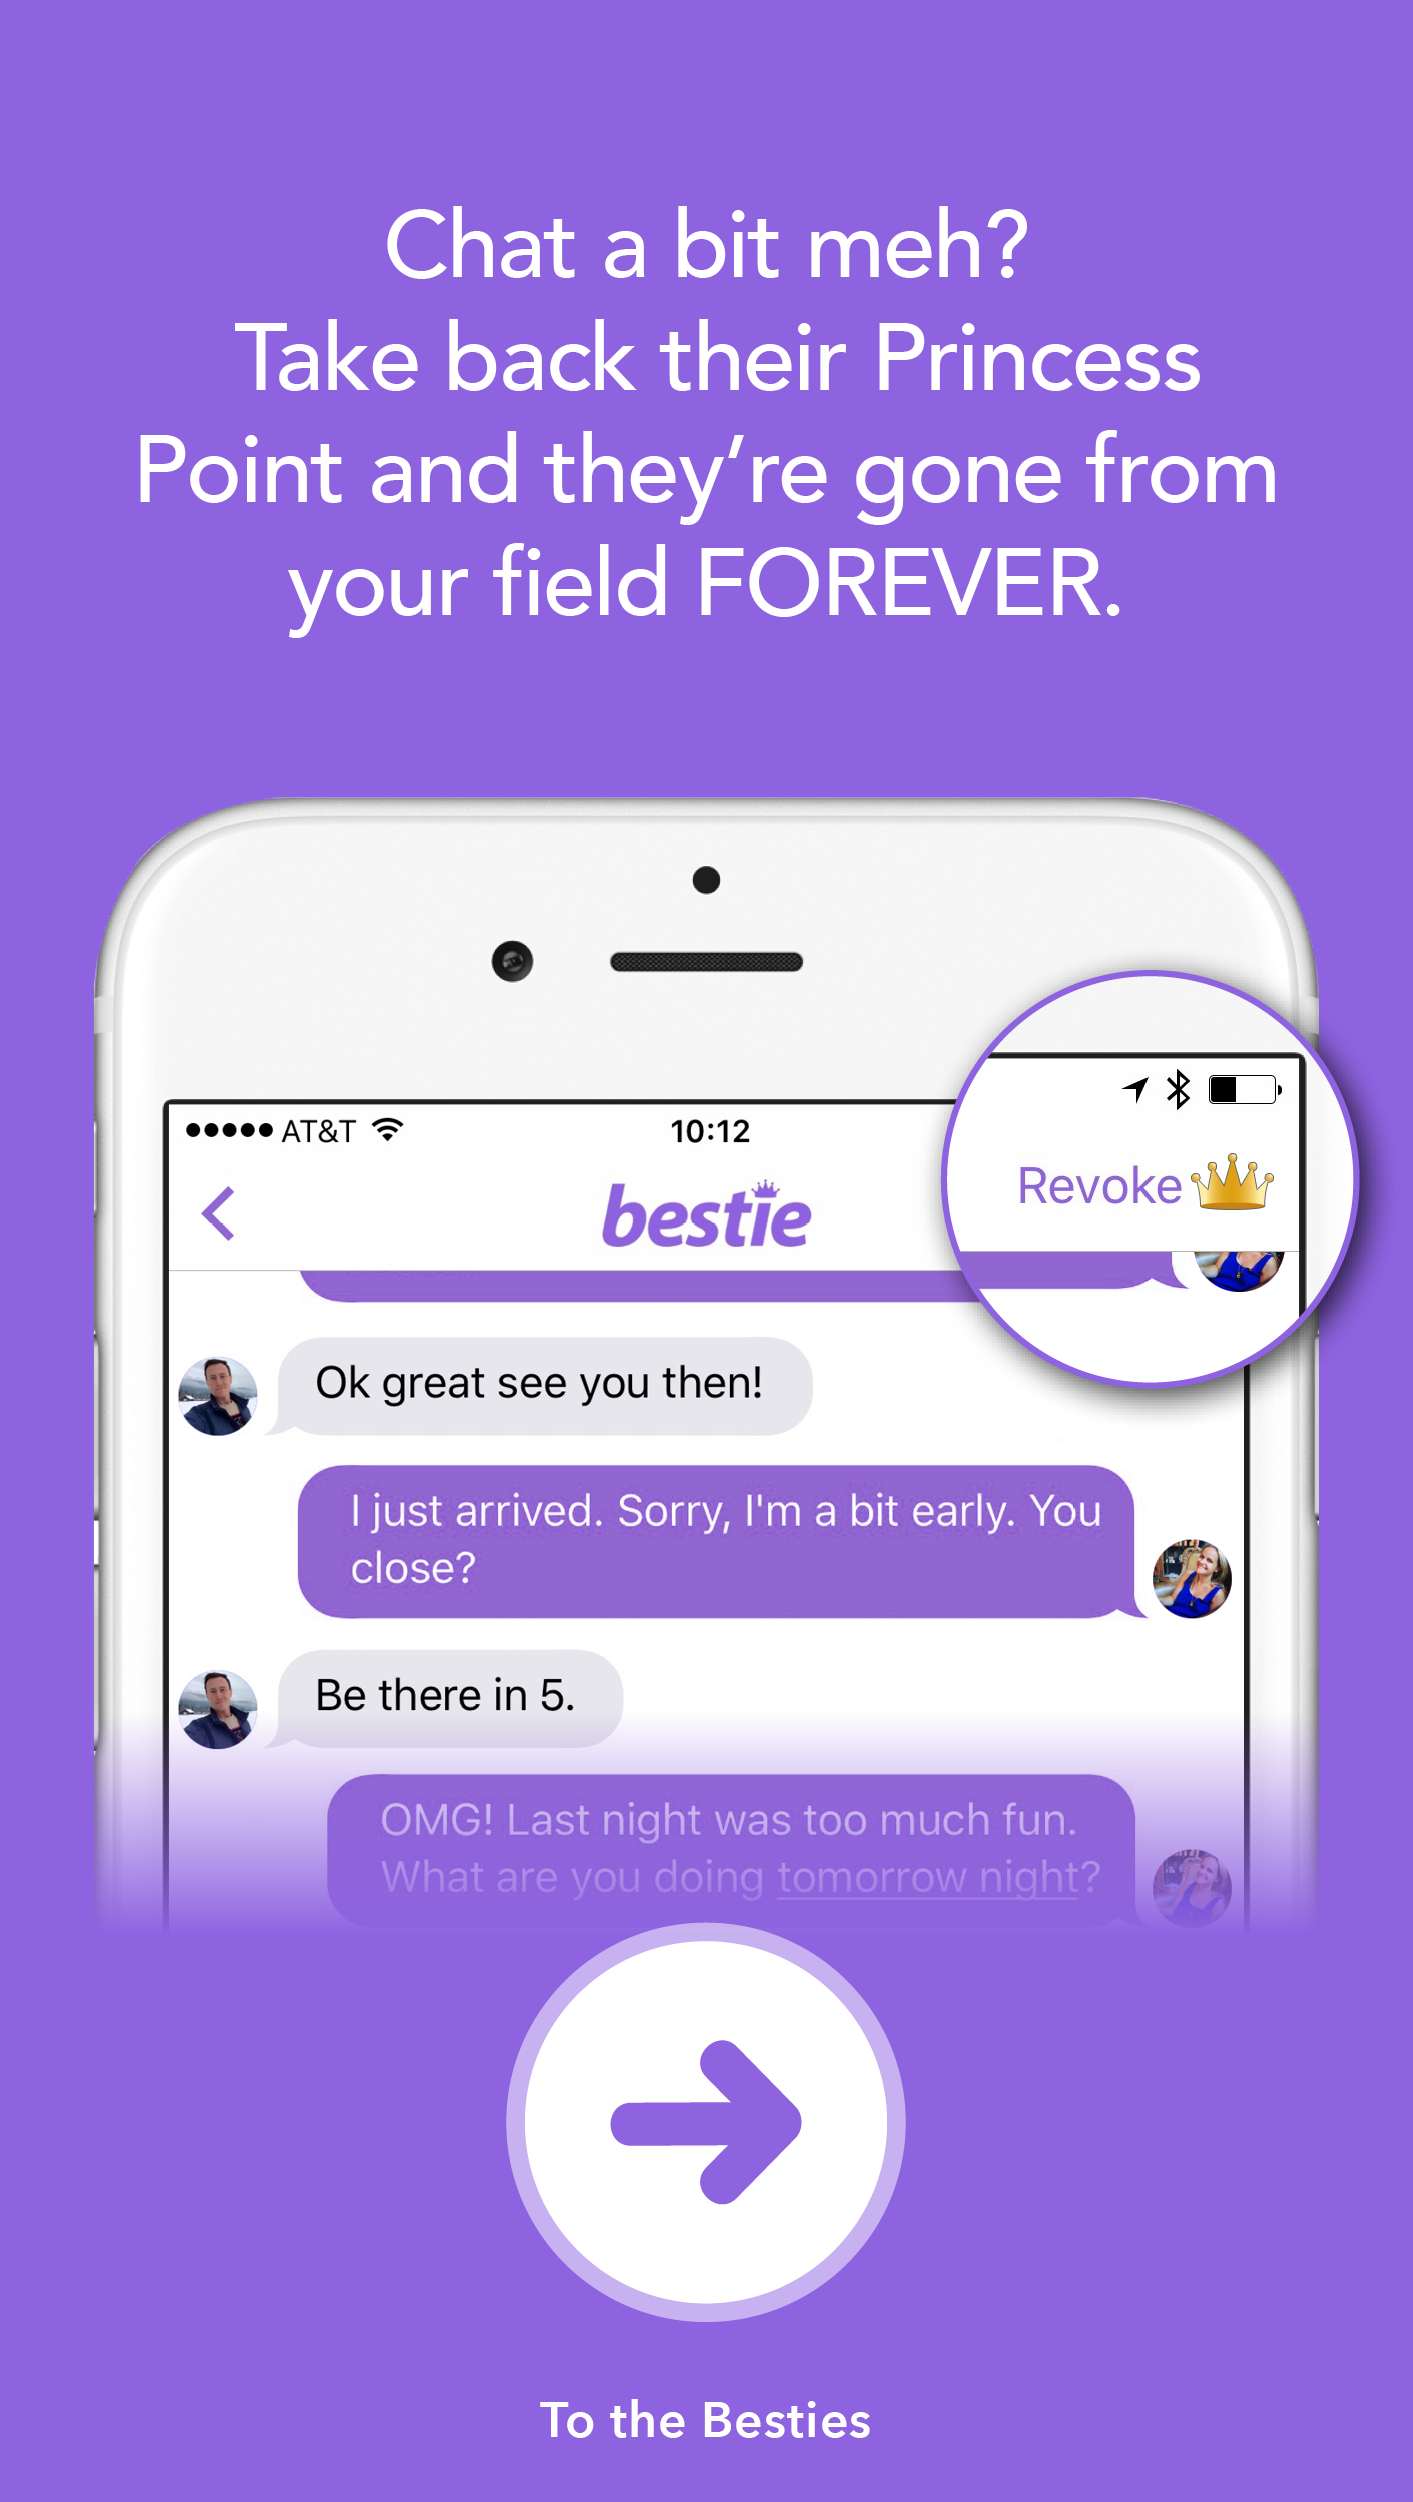 Chat a bit meh?
Take back their Princess
Point and they‘re gone from
your field FOREVER.
AT&T
10:12
bestie
Revoke
Ok great see you then!
I just arrived. Sorry, I'm a bit early. You
close?
Be there in 5.
OMG! Last night was too much fun.
What are you doing tomorrow night?
To the Besties